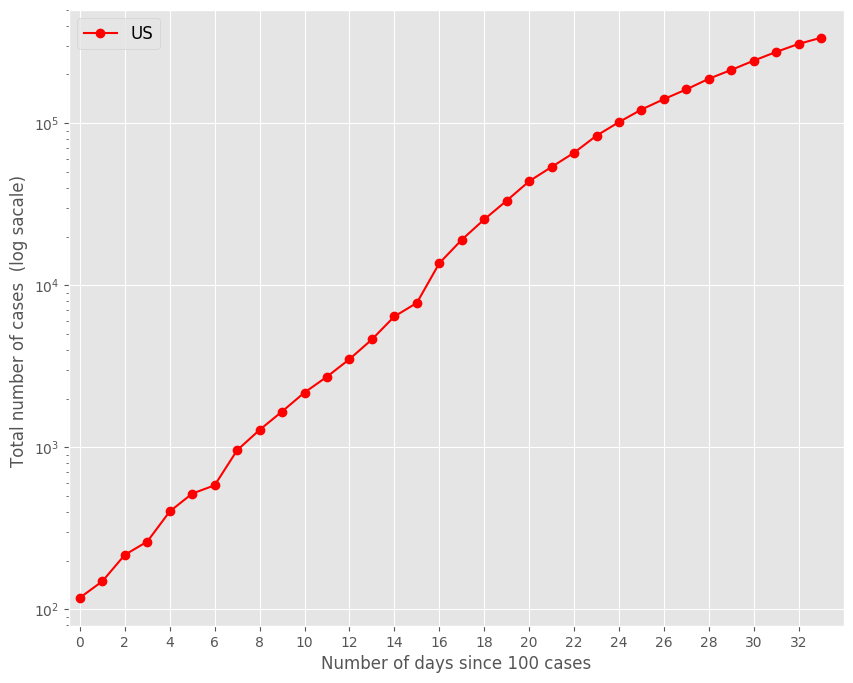 US
10^5
10^4
10^3
10^2
Total number of cases  (log sacale)
0 2 4 6 8 10 12 14 16 18 20 22 24 26 28 30 32
Number of days since 100 cases